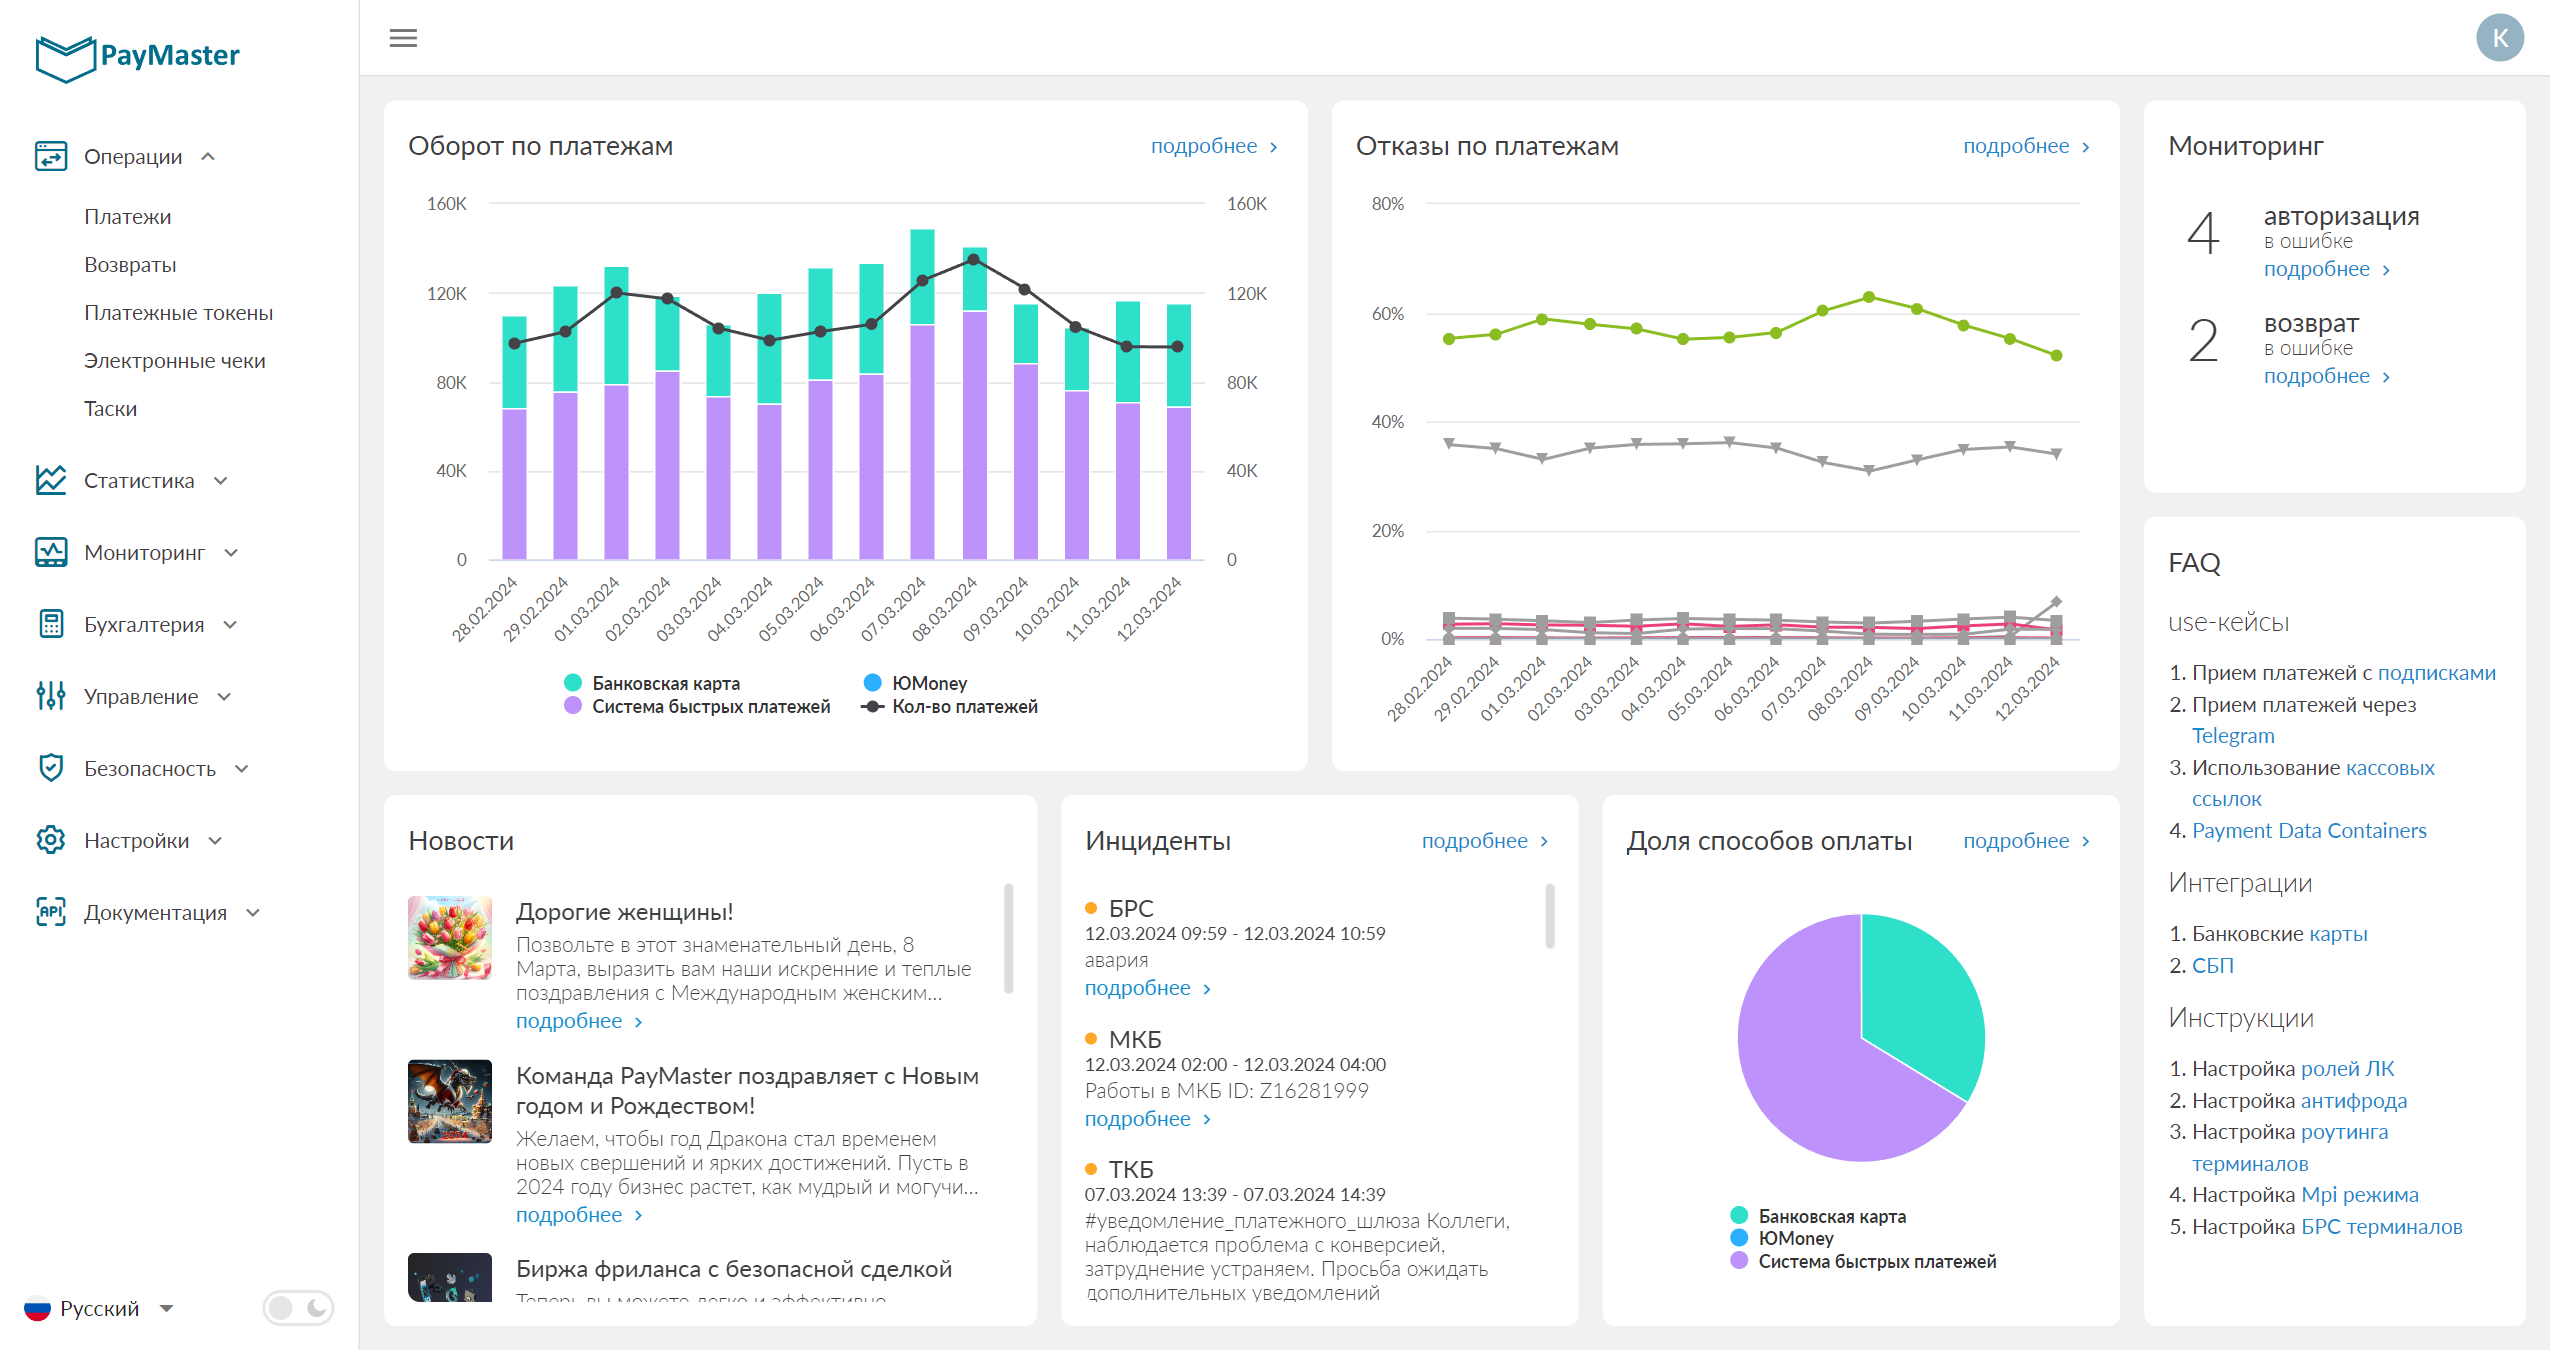 PayMaster
K
Операции
Платежи
Возвраты
Платежные токены
Электронные чеки
Таски
Статистика
Мониторинг
Бухгалтерия
Управление
Безопасность
Настройки
API
Документация
Русский
Оборот по платежам
подробнее
160K
120K
80K
40K
0
160K
120K
80K
40K
0
28.02.2024
29.02.2024
01.03.2024
02.03.2024
03.03.2024
04.03.2024
05.03.2024
06.03.2024
07.03.2024
08.03.2024
09.03.2024
10.03.2024
11.03.2024
12.03.2024
Банковская карта
ЮMoney
Система быстрых платежей
Кол-во платежей
Отказы по платежам
подробнее
80%
60%
40%
20%
0%
28.02.2024
29.02.2024
01.03.2024
02.03.2024
03.03.2024
04.03.2024
05.03.2024
06.03.2024
07.03.2024
08.03.2024
09.03.2024
10.03.2024
11.03.2024
12.03.2024
Мониторинг
4
авторизация
в ошибке
подробнее
2
возврат
в ошибке
подробнее
FAQ
use-кейсы
1. Прием платежей с подписками
2. Прием платежей через
Telegram
3. Использование кассовых
ссылок
4. Payment Data Containers
Интеграции
1. Банковские карты
2. СБП
Инструкции
1. Настройка ролей ЛК
2. Настройка антифрода
3. Настройка роутинга
терминалов
4. Настройка Mpi режима
5. Настройка БРС терминалов
Новости
Дорогие женщины!
Позвольте в этот знаменательный день, 8
Марта, выразить вам наши искренние и теплые
поздравления с Международным женским...
подробнее
2024
Команда PayMaster поздравляет с Новым
годом и Рождеством!
Желаем, чтобы год Дракона стал временем
новых свершений и ярких достижений. Пусть в
2024 году бизнес растет, как мудрый и могучи...
подробнее
Биржа фриланса с безопасной сделкой
Теперь вы можете легко и эффективно
Инциденты
подробнее
БРС
12.03.2024 09:59 - 12.03.2024 10:59
авария
подробнее
МКБ
12.03.2024 02:00 - 12.03.2024 04:00
Работы в МКБ ID: Z16281999
подробнее
ТКБ
07.03.2024 13:39 - 07.03.2024 14:39
#уведомление_платежного_шлюза Коллеги,
наблюдается проблема с конверсией,
затруднение устраняем. Просьба ожидать
дополнительных уведомлений
Доля способов оплаты
подробнее
Банковская карта
ЮMoney
Система быстрых платежей